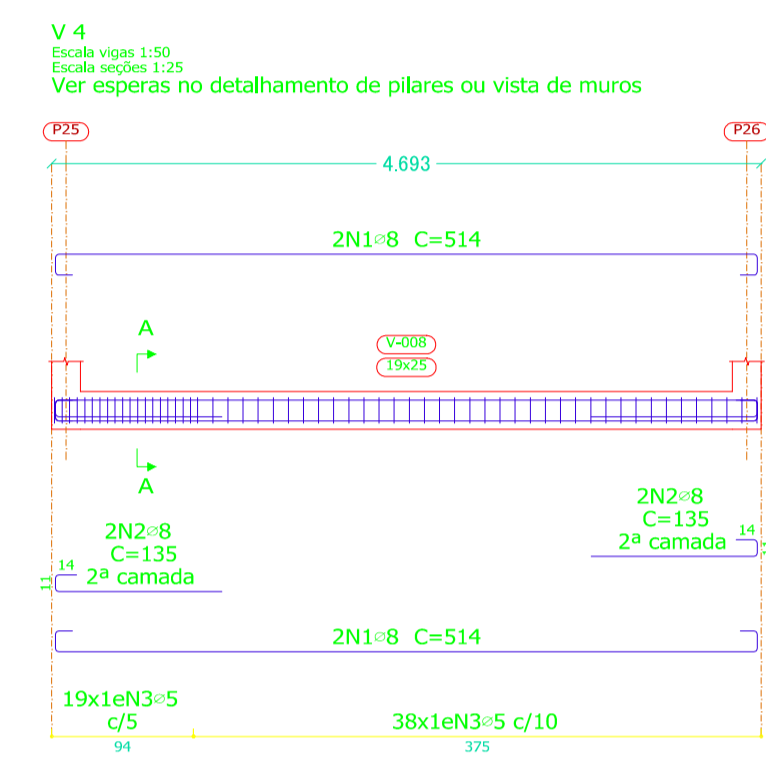 V 4
Escala vigas 1:50
Escala seções 1:25
Ver esperas no detalhamento de pilares ou vista de muros
P25
P26
4.693
2N1⌀8 C=514
A
V-008
19x25
A
2N2⌀8
C=135
2ª camada
14
2N2⌀8
C=135
2ª camada
14
11
2N1⌀8 C=514
19x1eN3⌀5
c/5
38x1eN3⌀5 c/10
94
375